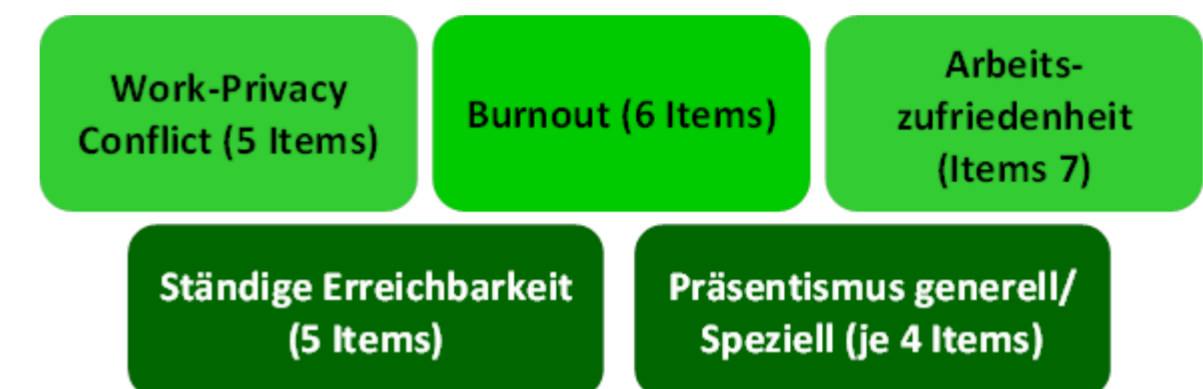 Work-Privacy
Conflict (5 Items)
Burnout (6 Items)
Arbeits-
zufriedenheit
(Items 7)
Ständige Erreichbarkeit
(5 Items)
Präsentismus generell/
Speziell (je 4 Items)